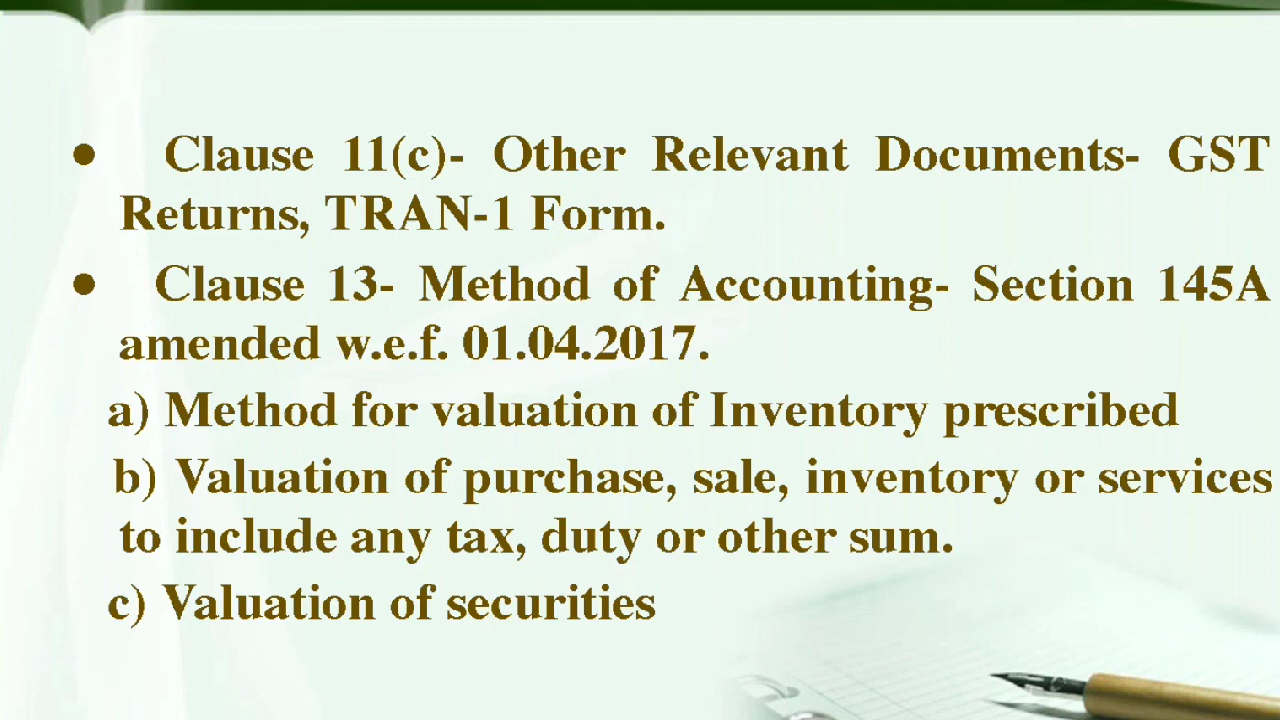 • Clause 11(c)- Other Relevant Documents- GST
Returns, TRAN-1 Form.
• Clause 13- Method of Accounting- Section 145A
amended w.e.f. 01.04.2017.
a) Method for valuation of Inventory prescribed
b) Valuation of purchase, sale, inventory or services
to include any tax, duty or other sum.
c) Valuation of securities